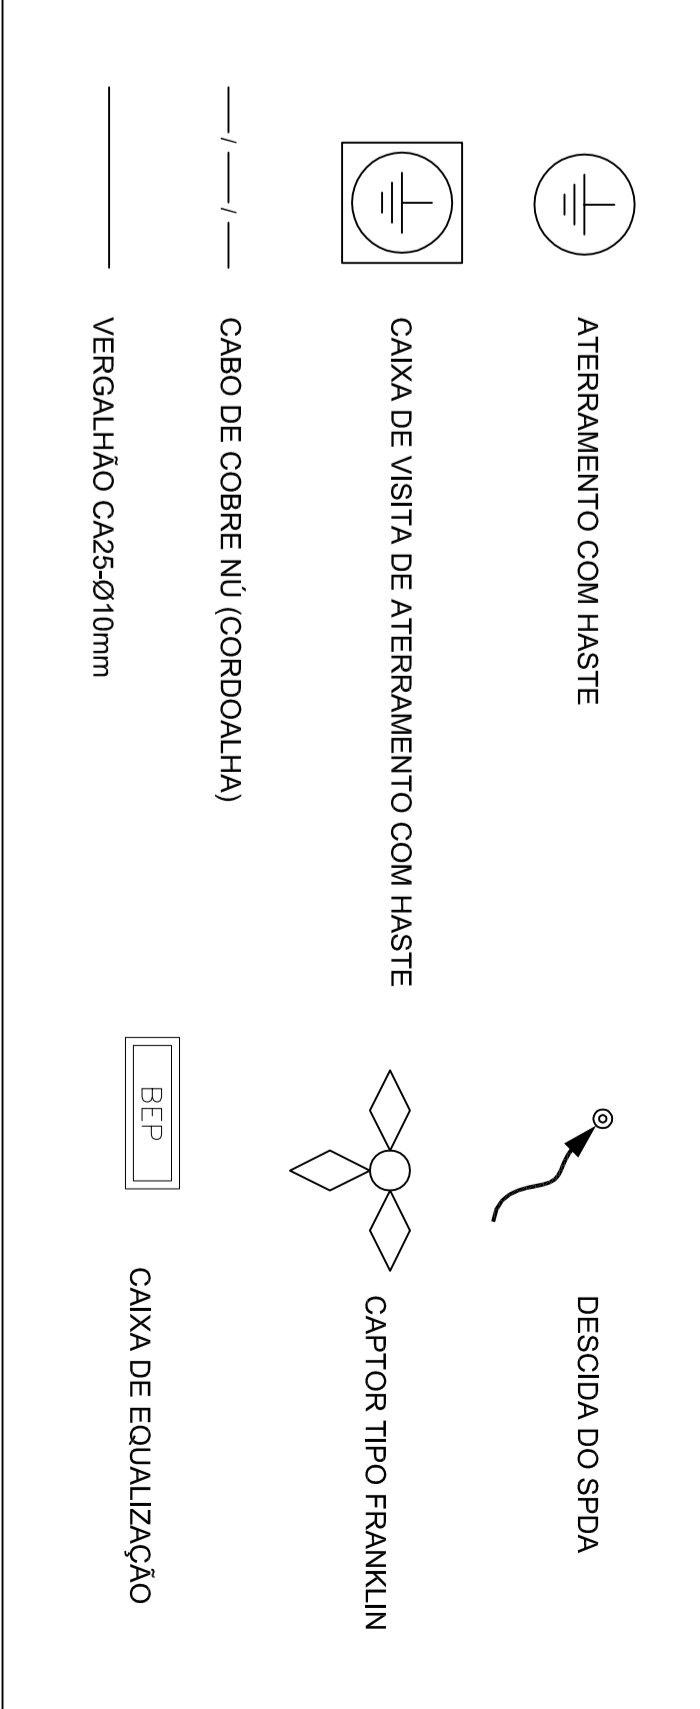 ATERRAMENTO COM HASTE
CAIXA DE VISITA DE ATERRAMENTO COM HASTE
CABO DE COBRE NÚ (CORDOALHA)
VERGALHÃO CA25-Ø10mm
DESCIDA DO SPDA
CAPTOR TIPO FRANKLIN
BEP
CAIXA DE EQUALIZAÇÃO